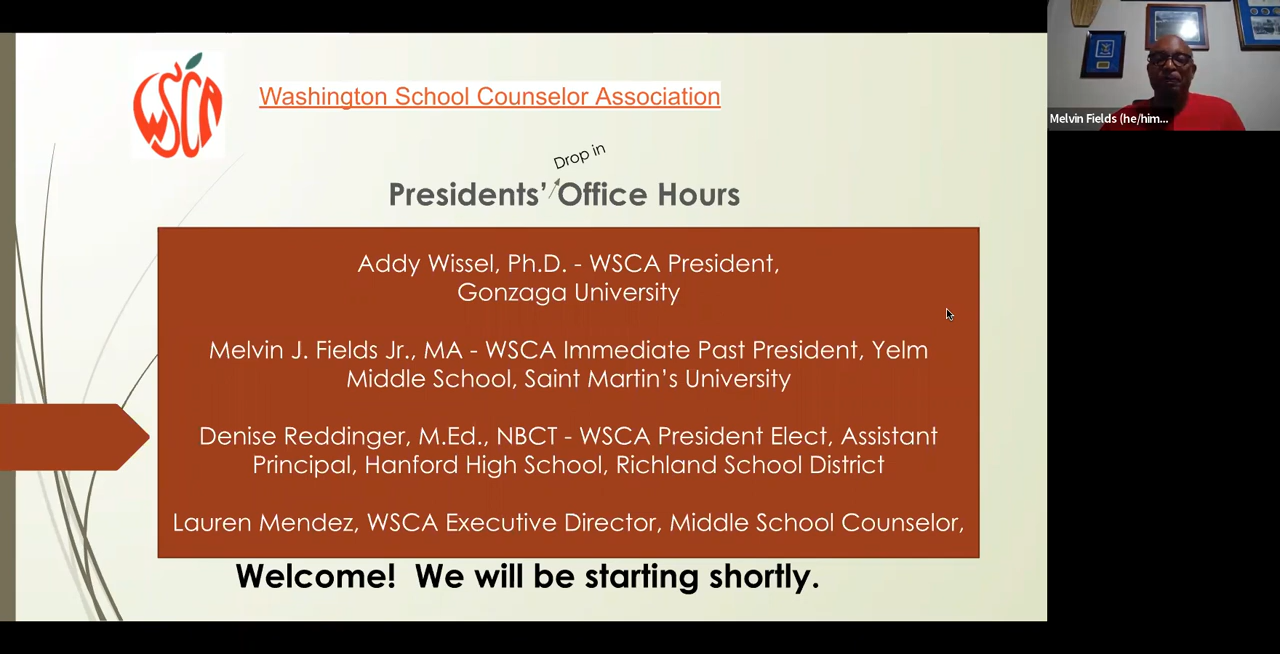 WSCA
Washington School Counselor Association
Drop in
Presidents’ Office Hours
Addy Wissel, Ph.D. - WSCA President,
Gonzaga University
Melvin J. Fields Jr., MA - WSCA Immediate Past President, Yelm
Middle School, Saint Martin’s University
Denise Reddinger, M.Ed., NBCT - WSCA President Elect, Assistant
Principal, Hanford High School, Richland School District
Lauren Mendez, WSCA Executive Director, Middle School Counselor,
Welcome!  We will be starting shortly.
Melvin Fields (he/him...